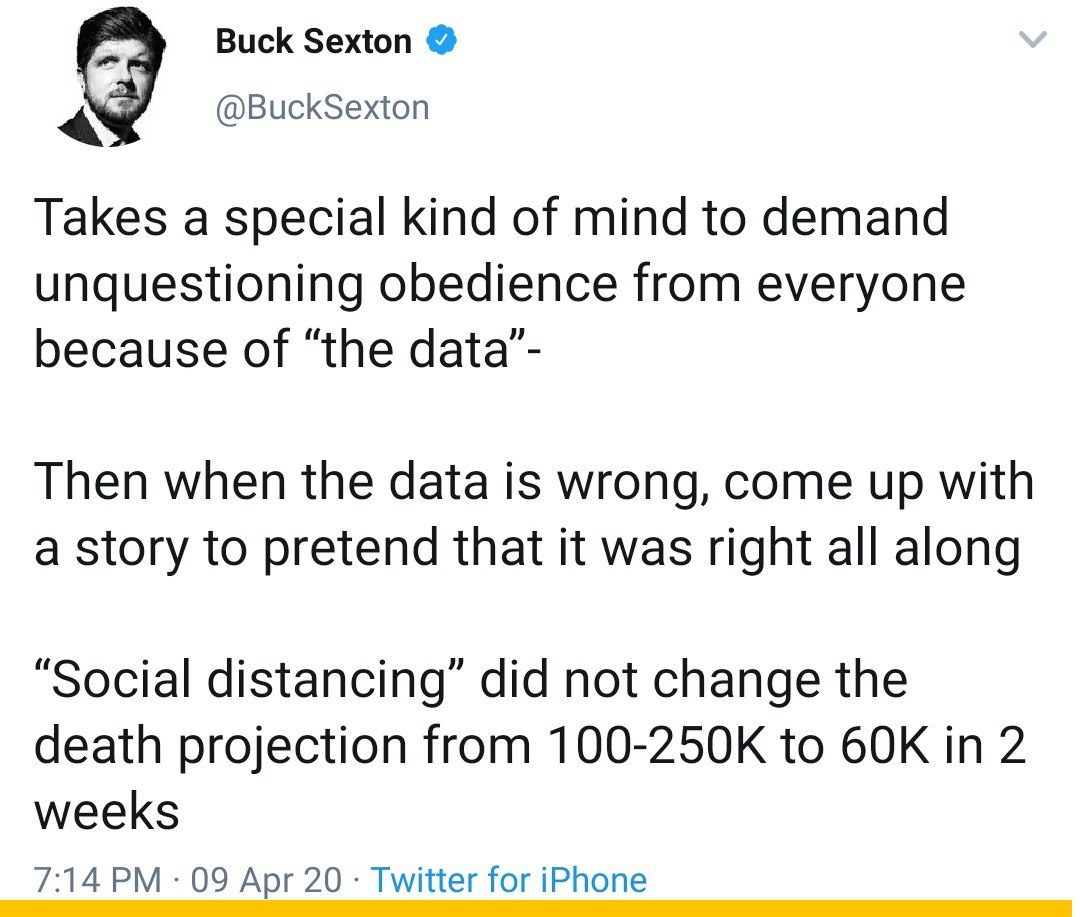 Buck Sexton
@BuckSexton
Takes a special kind of mind to demand
unquestioning obedience from everyone
because of “the data”-
Then when the data is wrong, come up with
a story to pretend that it was right all along
“Social distancing” did not change the
death projection from 100-250K to 60K in 2
weeks
7:14 PM · 09 Apr 20 · Twitter for iPhone